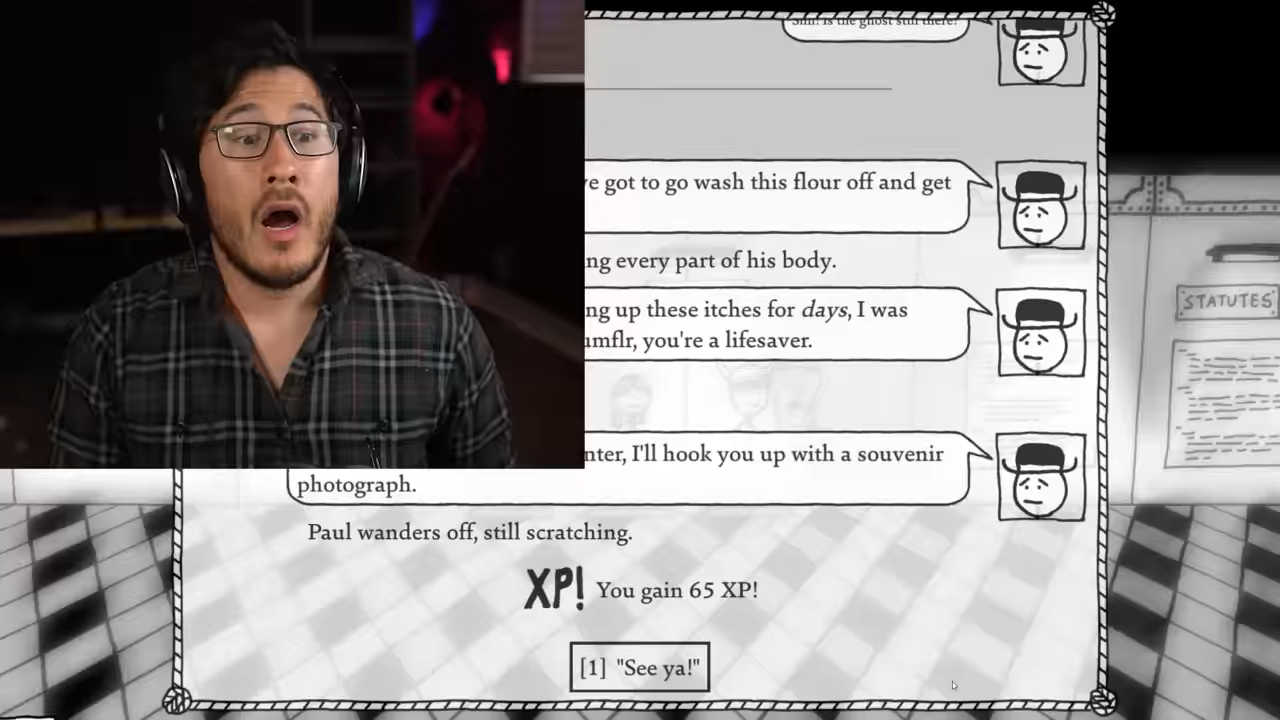 Sim! Is the ghost still there?
've got to go wash this flour off and get
ng every part of his body.
STATUTES
ng up these itches for days, I was
umflr, you're a lifesaver.
nter, I'll hook you up with a souvenir
photograph.
Paul wanders off, still scratching.
XP! You gain 65 XP!
[1] "See ya!"